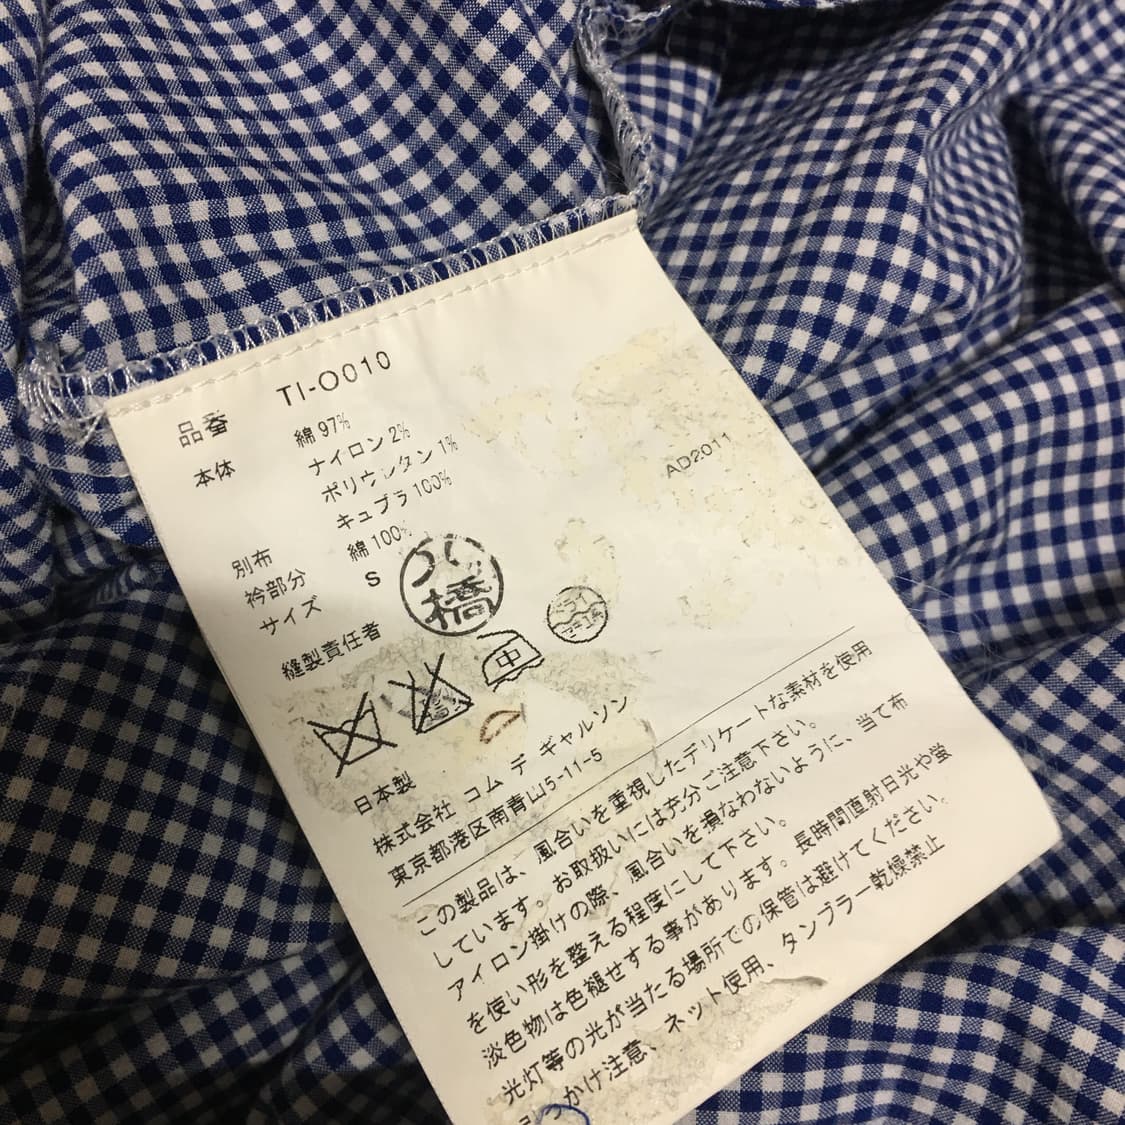 品番 TI-O010
本体 綿 97%
ナイロン 2%
ポリウレタン 1%
別布 キュプラ 100%
衿部分 綿 100%
サイズ S
AD2011
縫製責任者
橋
ドライ
中
日本製
株式会社 コム デ ギャルソン
東京都港区南青山5-11-5
この製品は、風合いを重視したデリケートな素材を使用
しています。お取扱いには充分ご注意下さい。
アイロン掛けの際、風合いを損なわないように、当て布
を使い形を整える程度にして下さい。
淡色物は色褪せする事があります。長時間直射日光や蛍
光灯等の光が当たる場所での保管は避けてください。
っかけ注意、ネット使用、タンブラー乾燥禁止